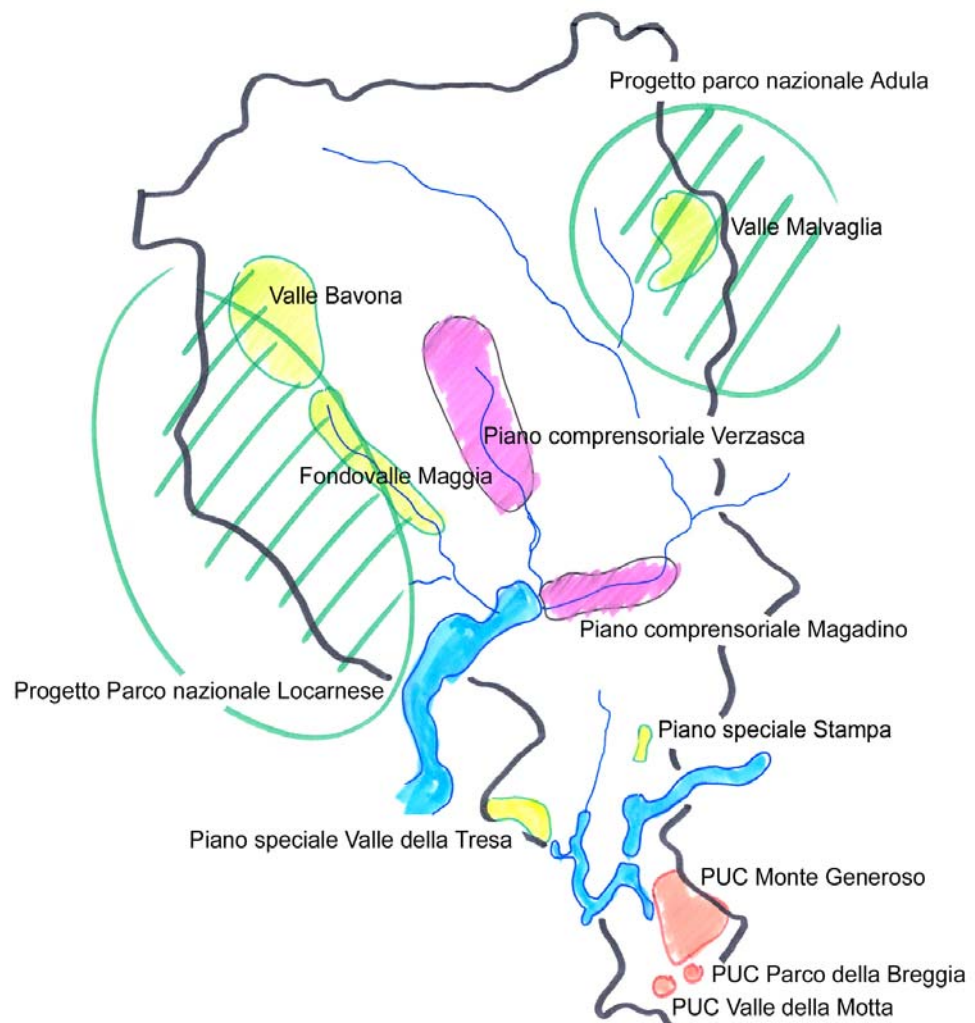 Progetto parco nazionale Adula
Valle Malvaglia
Valle Bavona
Piano comprensoriale Verzasca
Fondovalle Maggia
Piano comprensoriale Magadino
Progetto Parco nazionale Locarnese
Piano speciale Stampa
Piano speciale Valle della Tresa
PUC Monte Generoso
PUC Parco della Breggia
PUC Valle della Motta